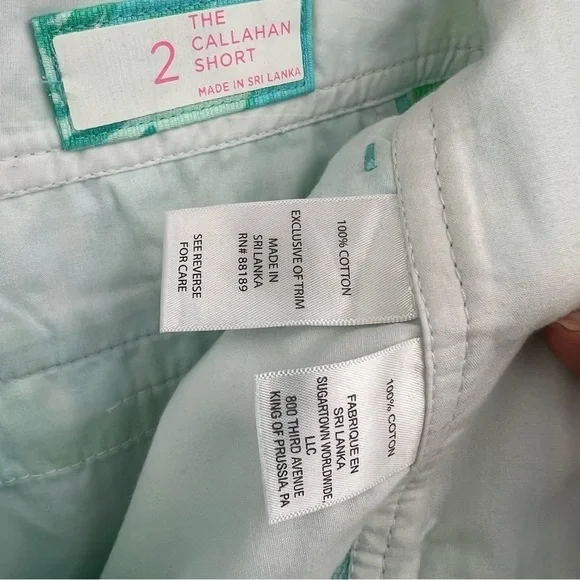 2
THE
CALLAHAN
SHORT
MADE IN SRI LANKA
100% COTTON
EXCLUSIVE OF TRIM
MADE IN
SRI LANKA
RN# 88189
SEE REVERSE
FOR CARE
100% COTON
FABRIQUE EN
SRI LANKA
SUGARTOWN WORLDWIDE,
LLC
800 THIRD AVENUE
KING OF PRUSSIA, PA